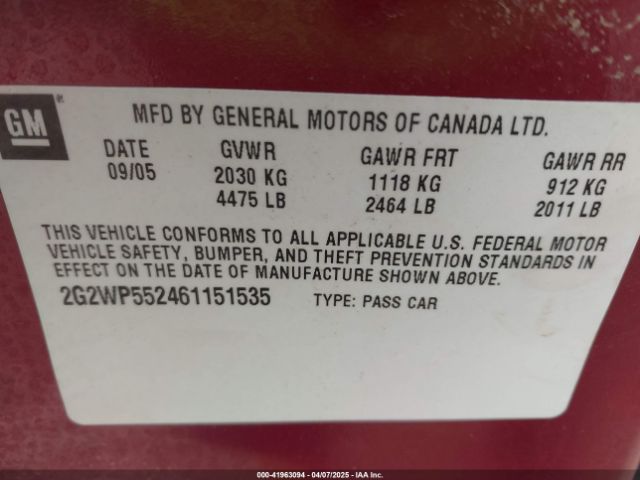 GM
MFD BY GENERAL MOTORS OF CANADA LTD.
DATE GVWR GAWR FRT GAWR RR
09/05 2030 KG 1118 KG 912 KG
4475 LB 2464 LB 2011 LB
THIS VEHICLE CONFORMS TO ALL APPLICABLE U.S. FEDERAL MOTOR
VEHICLE SAFETY, BUMPER, AND THEFT PREVENTION STANDARDS IN
EFFECT ON THE DATE OF MANUFACTURE SHOWN ABOVE.
2G2WP552461151535 TYPE: PASS CAR
000-41963094 - 04/07/2025 - IAA Inc.